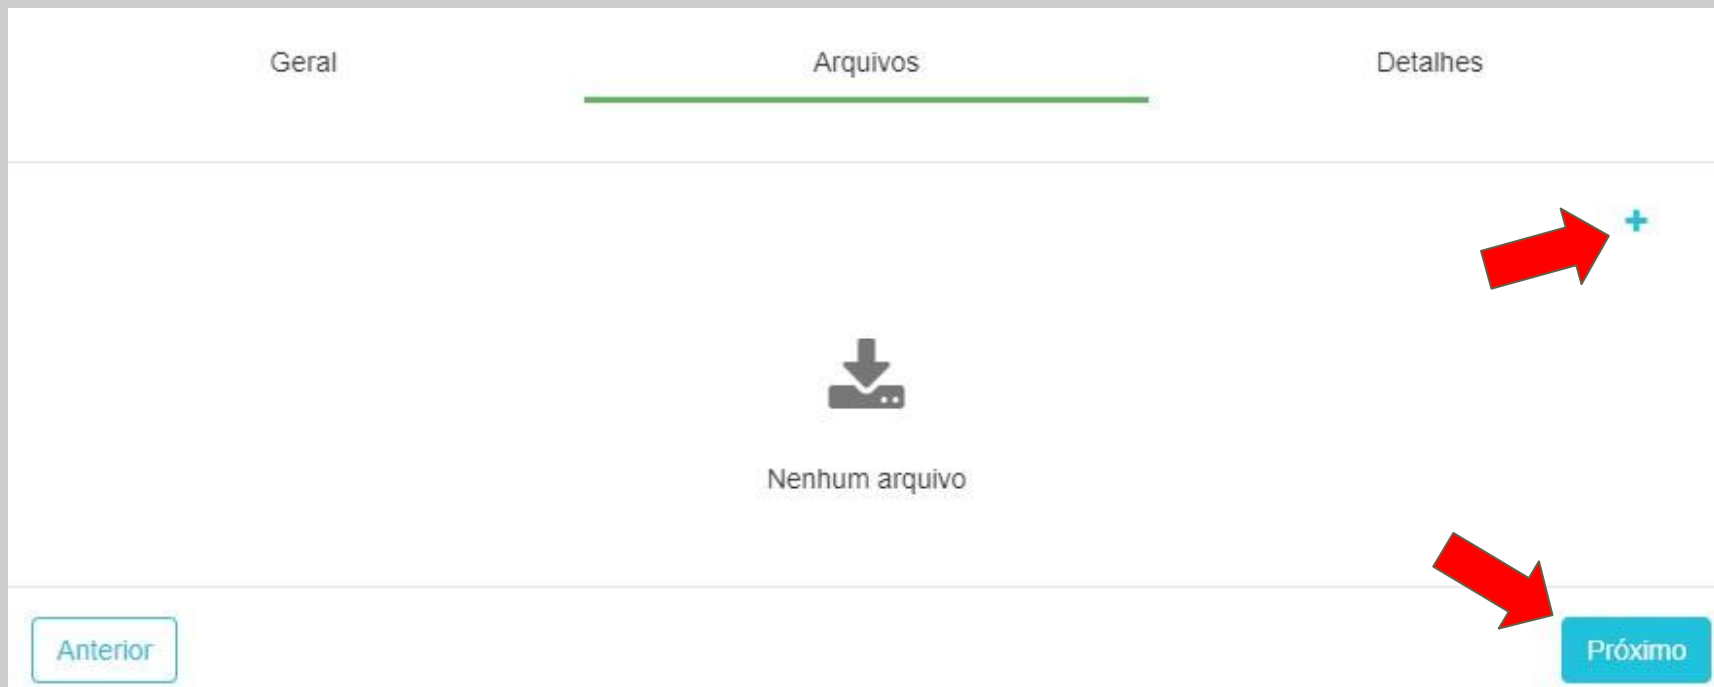 Geral
Arquivos
Detalhes
Nenhum arquivo
Anterior
Próximo